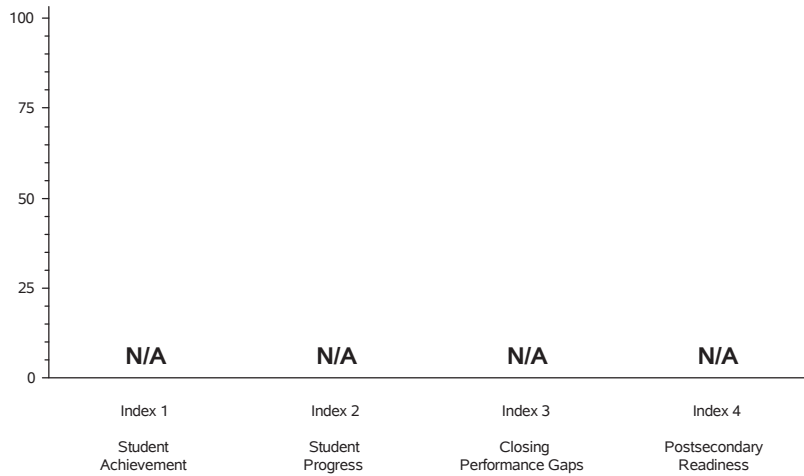 100
75
50
25
0
N/A N/A N/A N/A
Index 1 Index 2 Index 3 Index 4
Student Student Closing Postsecondary
Achievement Progress Performance Gaps Readiness